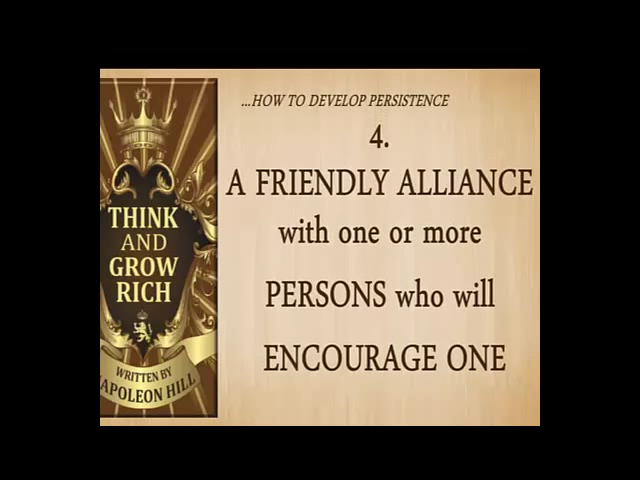 ...HOW TO DEVELOP PERSISTENCE
4.
A FRIENDLY ALLIANCE
with one or more
PERSONS who will
ENCOURAGE ONE
THINK
AND
GROW
RICH
WRITTEN BY
APOLEON HILL